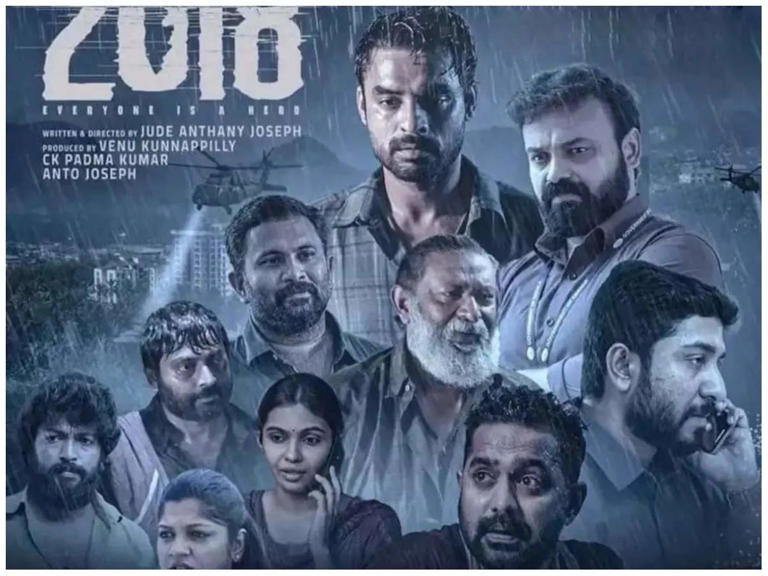 2018
EVERYONE IS A HERO
WRITTEN & DIRECTED BY JUDE ANTHANY JOSEPH
PRODUCED BY VENU KUNNAPPILLY
CK PADMA KUMAR
ANTO JOSEPH